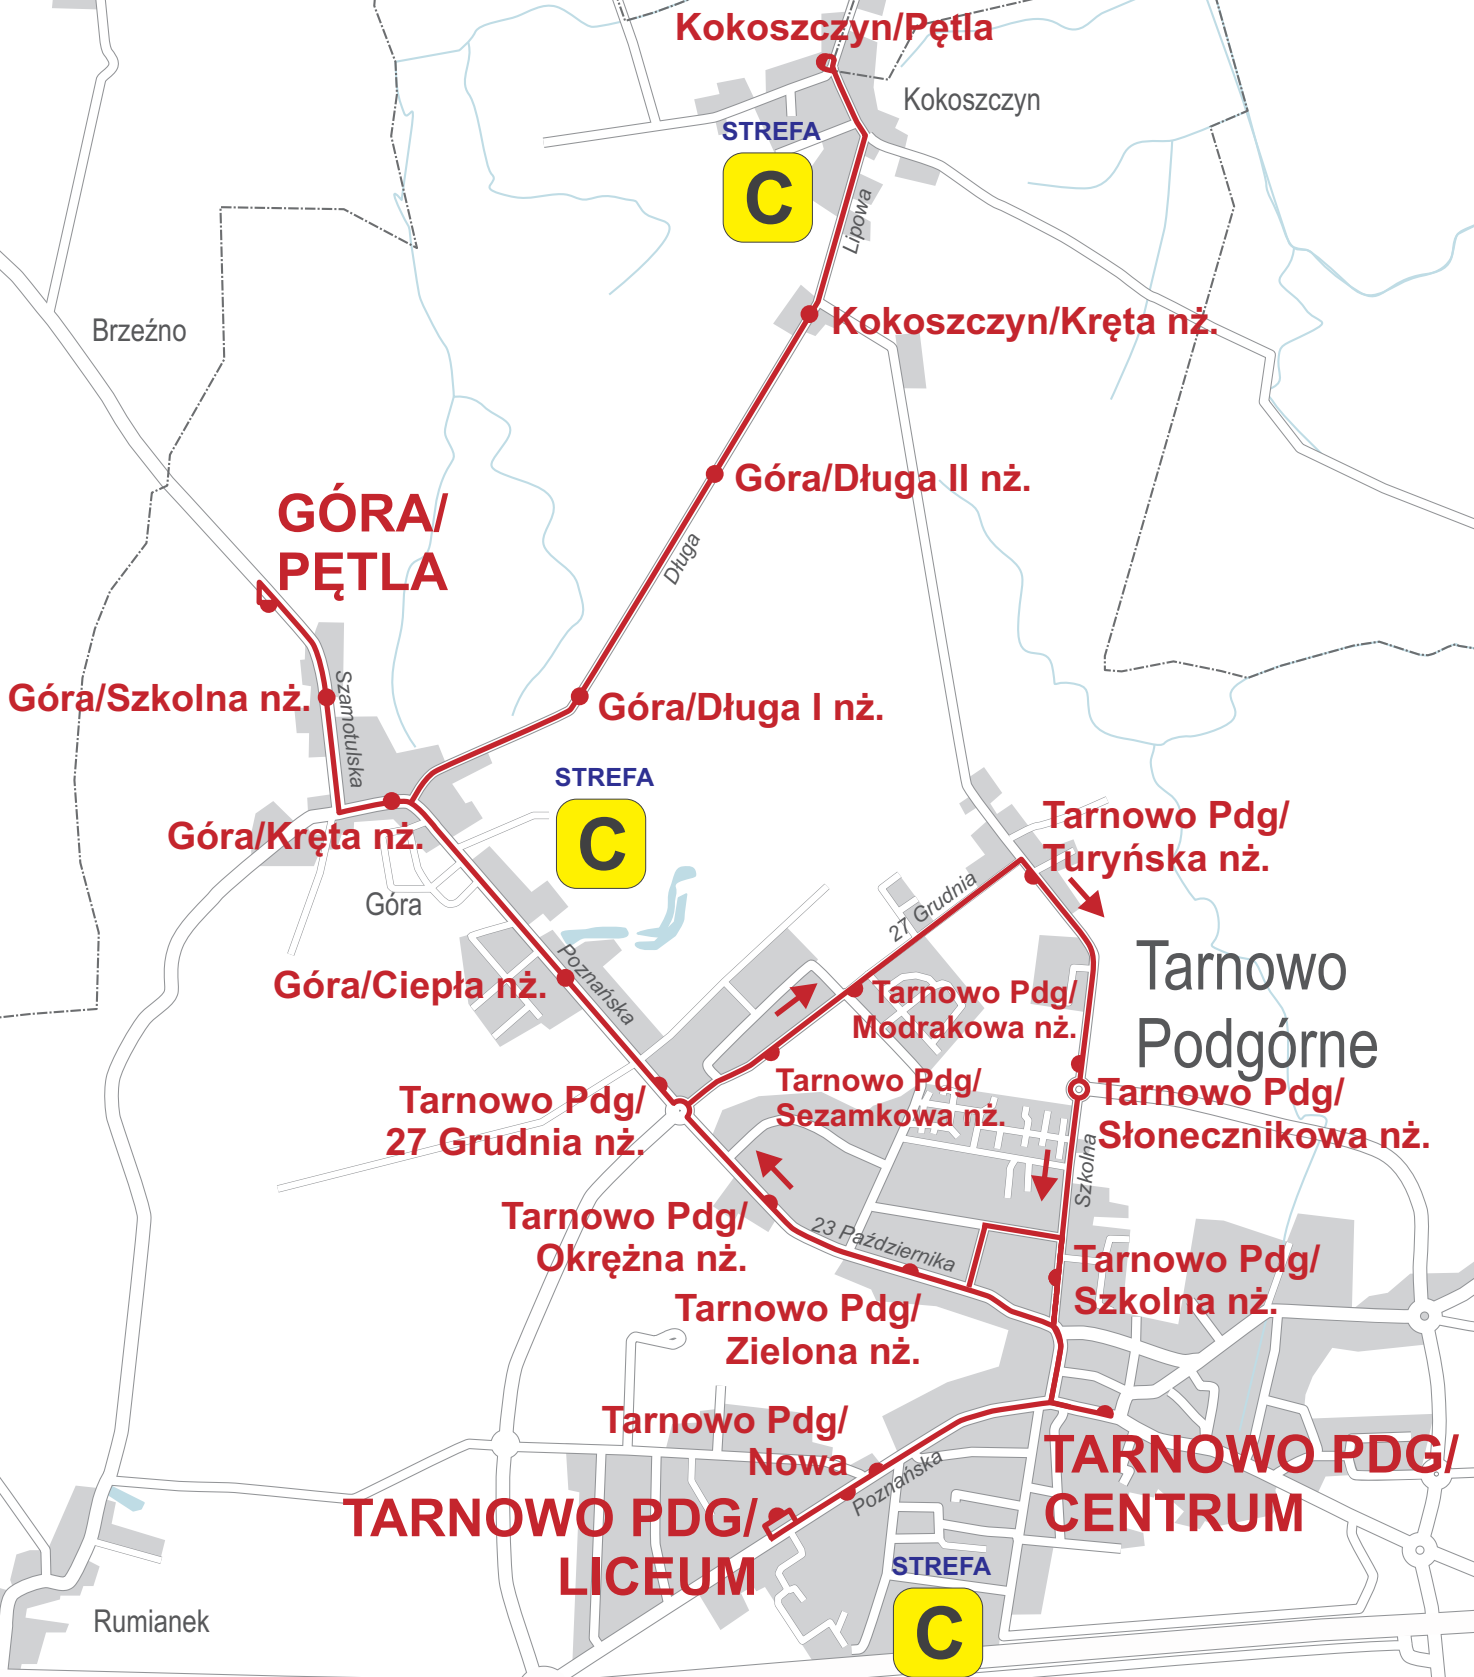 Kokoszczyn/Pętla
Kokoszczyn
STREFA
C
Lipowa
Kokoszczyn/Kręta nż.
Brzeźno
Góra/Długa II nż.
GÓRA/
PĘTLA
Długa
Góra/Szkolna nż.
Szamotulska
Góra/Długa I nż.
STREFA
C
Góra/Kręta nż.
Góra
Tarnowo Pdg/
Turyńska nż.
27 Grudnia
Tarnowo
Podgórne
Góra/Ciepła nż.
Poznańska
Tarnowo Pdg/
Modrakowa nż.
Tarnowo Pdg/
Sezamkowa nż.
Tarnowo Pdg/
27 Grudnia nż.
Tarnowo Pdg/
Słonecznikowa nż.
Szkolna
Tarnowo Pdg/
Okrężna nż.
23 Października
Tarnowo Pdg/
Szkolna nż.
Tarnowo Pdg/
Zielona nż.
Tarnowo Pdg/
Nowa
Poznańska
TARNOWO PDG/
CENTRUM
TARNOWO PDG/
LICEUM
STREFA
C
Rumianek